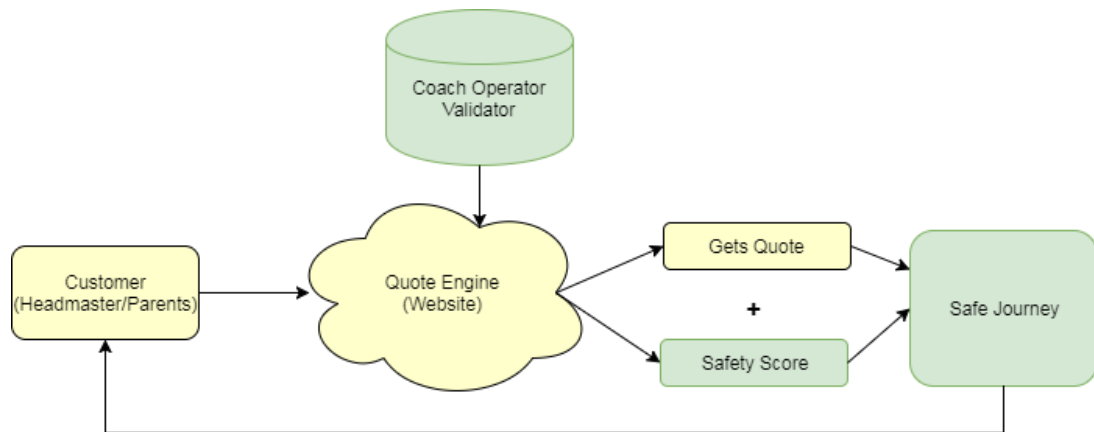 Coach Operator
Validator
Customer
(Headmaster/Parents)
Quote Engine
(Website)
Gets Quote
+
Safety Score
Safe Journey